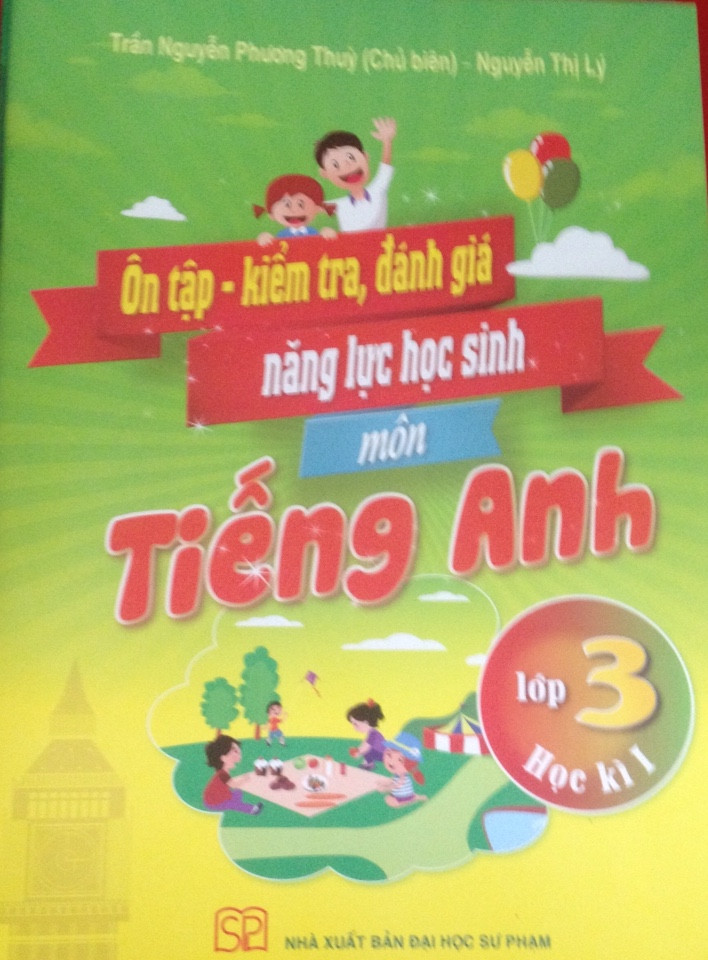 Trần Nguyễn Phương Thuỳ (Chủ biên) - Nguyễn Thị Lý
Ôn tập - kiểm tra, đánh giá
năng lực học sinh
môn
Tiếng Anh
lớp 3
Học kì I
SP
NHÀ XUẤT BẢN ĐẠI HỌC SƯ PHẠM